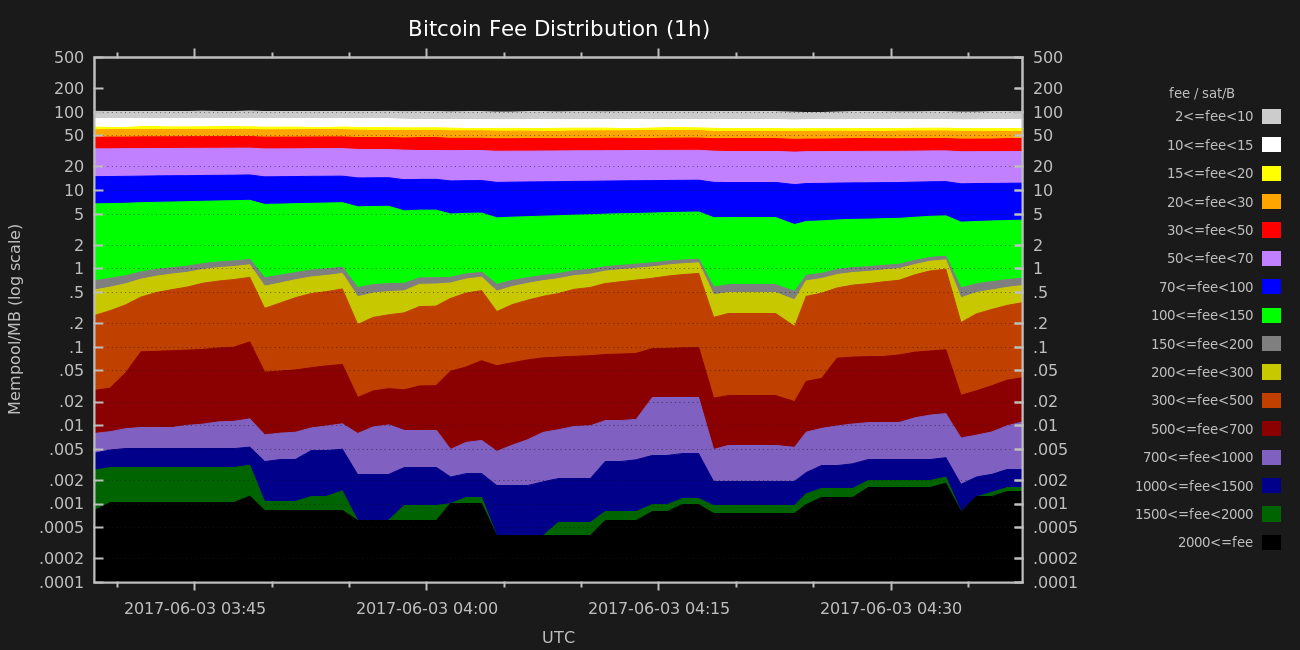 Bitcoin Fee Distribution (1h)
Mempool/MB (log scale)
500
200
100
50
20
10
5
2
1
.5
.2
.1
.05
.02
.01
.005
.002
.001
.0005
.0002
.0001
500
200
100
50
20
10
5
2
1
.5
.2
.1
.05
.02
.01
.005
.002
.001
.0005
.0002
.0001
fee / sat/B
2<=fee<10
10<=fee<15
15<=fee<20
20<=fee<30
30<=fee<50
50<=fee<70
70<=fee<100
100<=fee<150
150<=fee<200
200<=fee<300
300<=fee<500
500<=fee<700
700<=fee<1000
1000<=fee<1500
1500<=fee<2000
2000<=fee
2017-06-03 03:45
2017-06-03 04:00
2017-06-03 04:15
2017-06-03 04:30
UTC